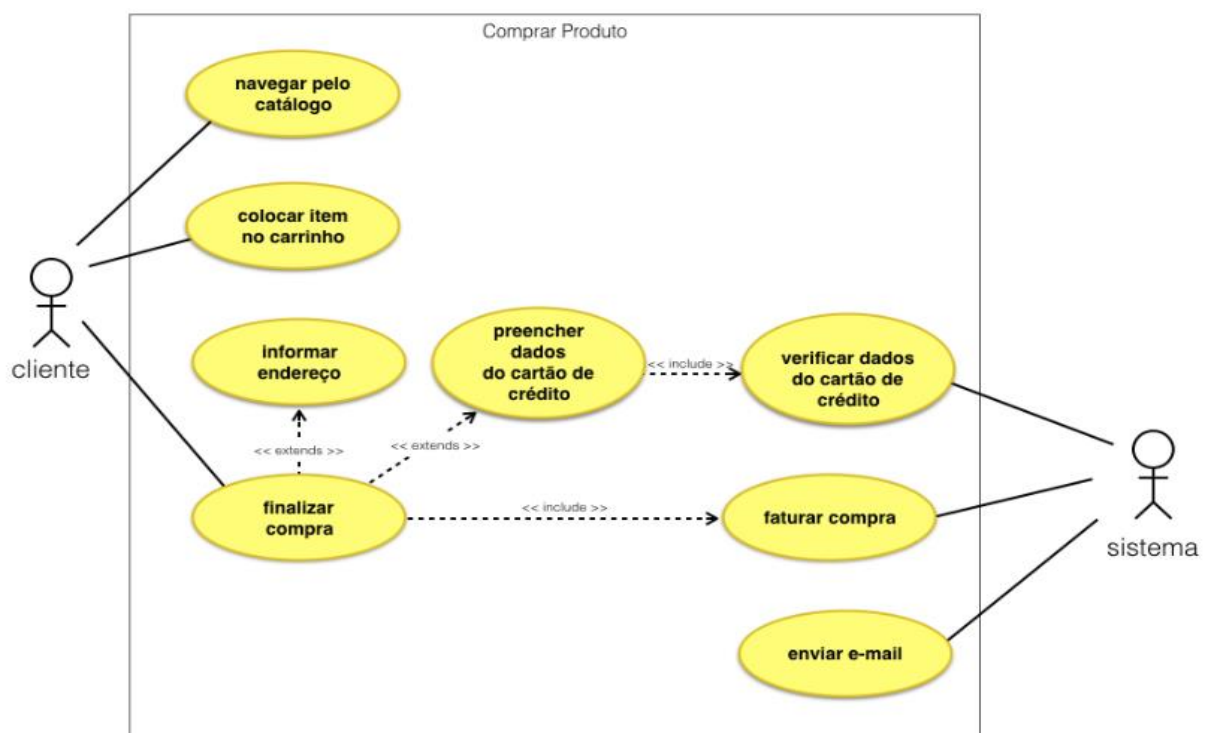 Comprar Produto
navegar pelo
catálogo
colocar item
no carrinho
cliente
informar
endereço
preencher
dados
do cartão de
crédito
<< include >>
verificar dados
do cartão de
crédito
<< extends >>
<< extends >>
finalizar
compra
<< include >>
faturar compra
sistema
enviar e-mail